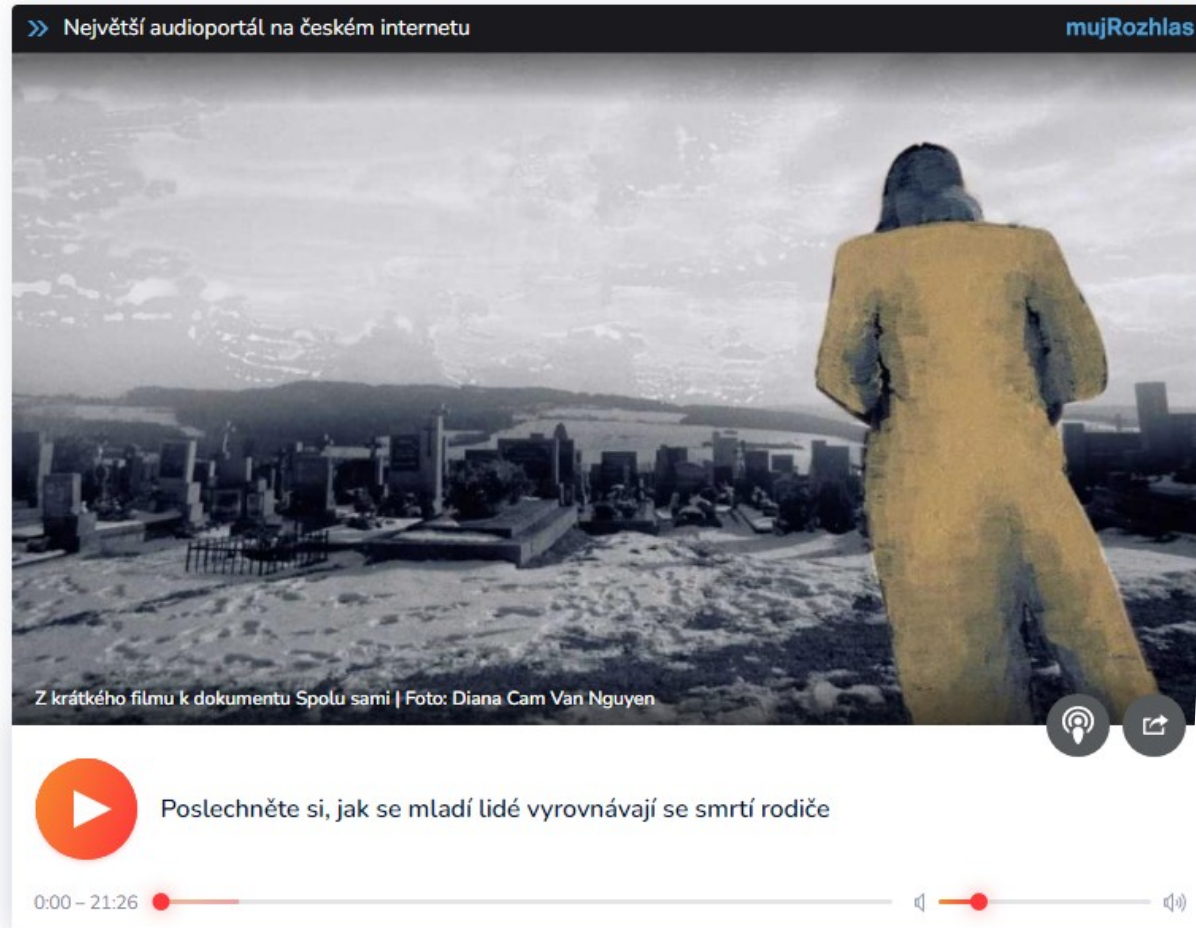 Největší audioportál na českém internetu
mujRozhlas
Z krátkého filmu k dokumentu Spolu sami | Foto: Diana Cam Van Nguyen
Poslechněte si, jak se mladí lidé vyrovnávají se smrtí rodiče
0:00 – 21:26